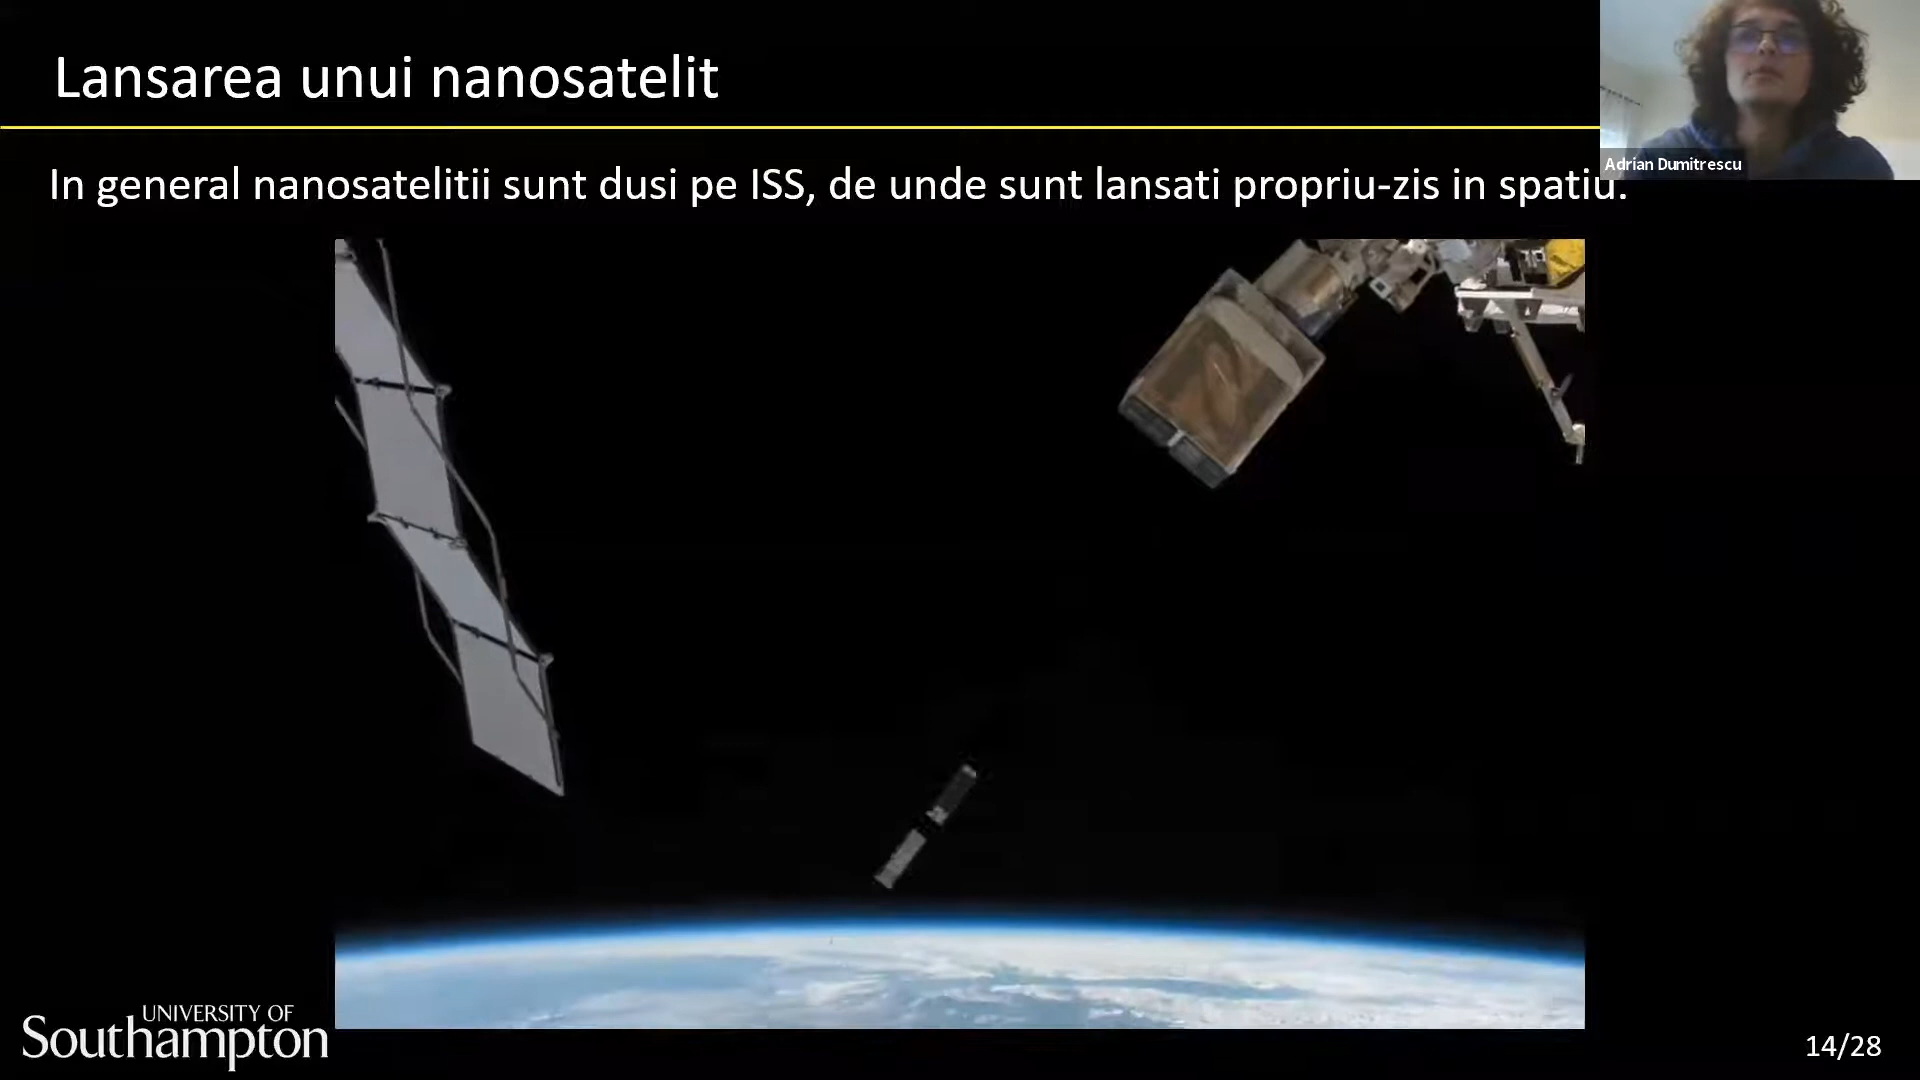 Lansarea unui nanosatelit
Adrian Dumitrescu
In general nanosatelitii sunt dusi pe ISS, de unde sunt lansati propriu-zis in spatiu.
UNIVERSITY OF
Southampton
14/28